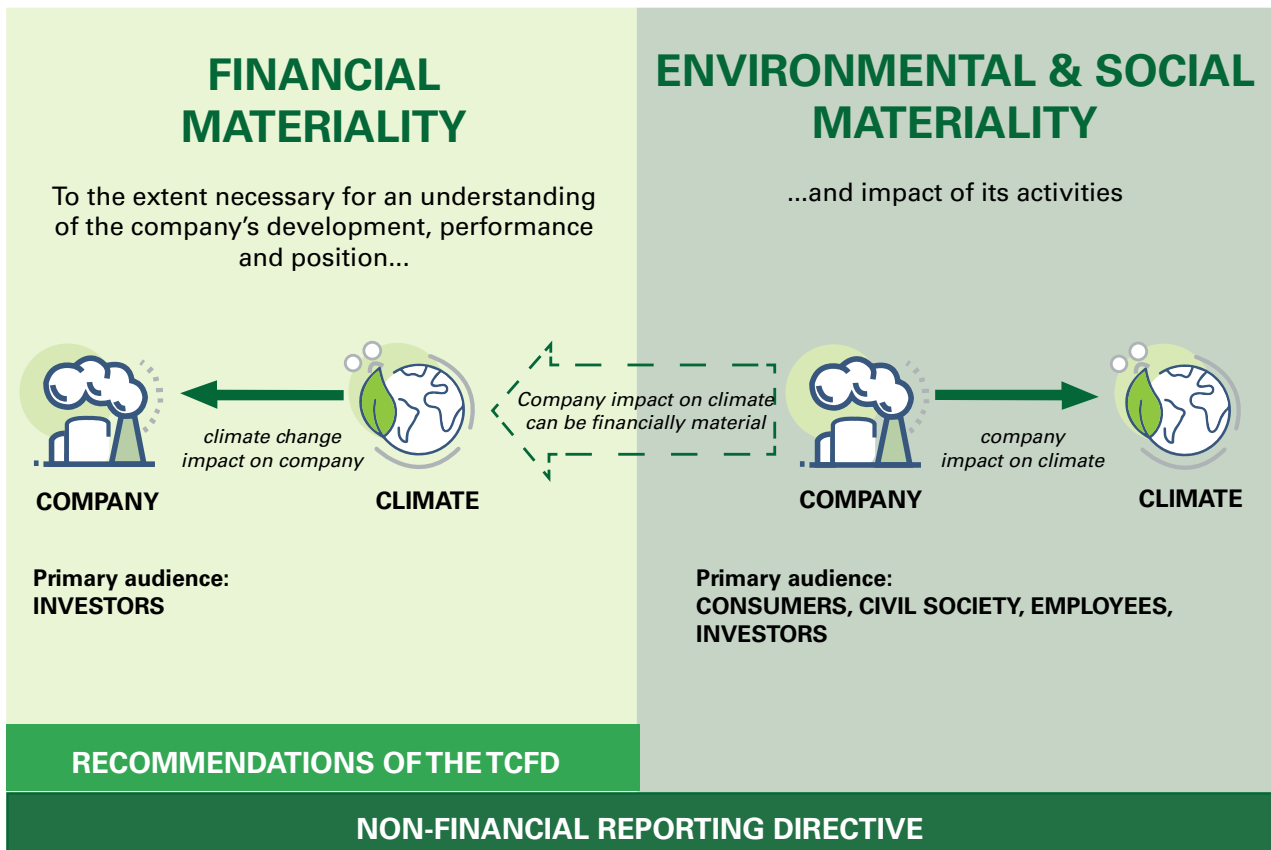 FINANCIAL
MATERIALITY
To the extent necessary for an understanding
of the company's development, performance
and position...
climate change
impact on company
COMPANY
CLIMATE
Primary audience:
INVESTORS
Company impact on climate
can be financially material
ENVIRONMENTAL & SOCIAL
MATERIALITY
...and impact of its activities
company
impact on climate
COMPANY
CLIMATE
Primary audience:
CONSUMERS, CIVIL SOCIETY, EMPLOYEES,
INVESTORS
RECOMMENDATIONS OF THE TCFD
NON-FINANCIAL REPORTING DIRECTIVE